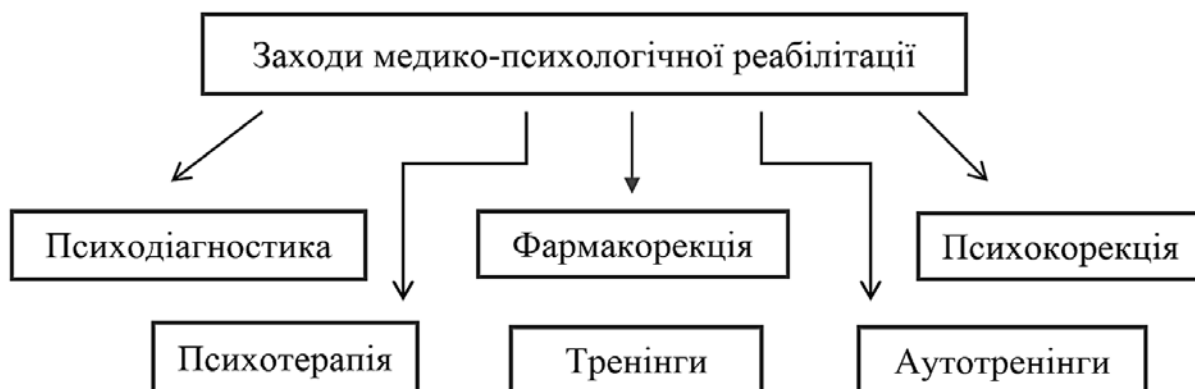 Заходи медико-психологічної реабілітації
Психодіагностика
Фармакорекція
Психокорекція
Психотерапія
Тренінги
Аутотренінги